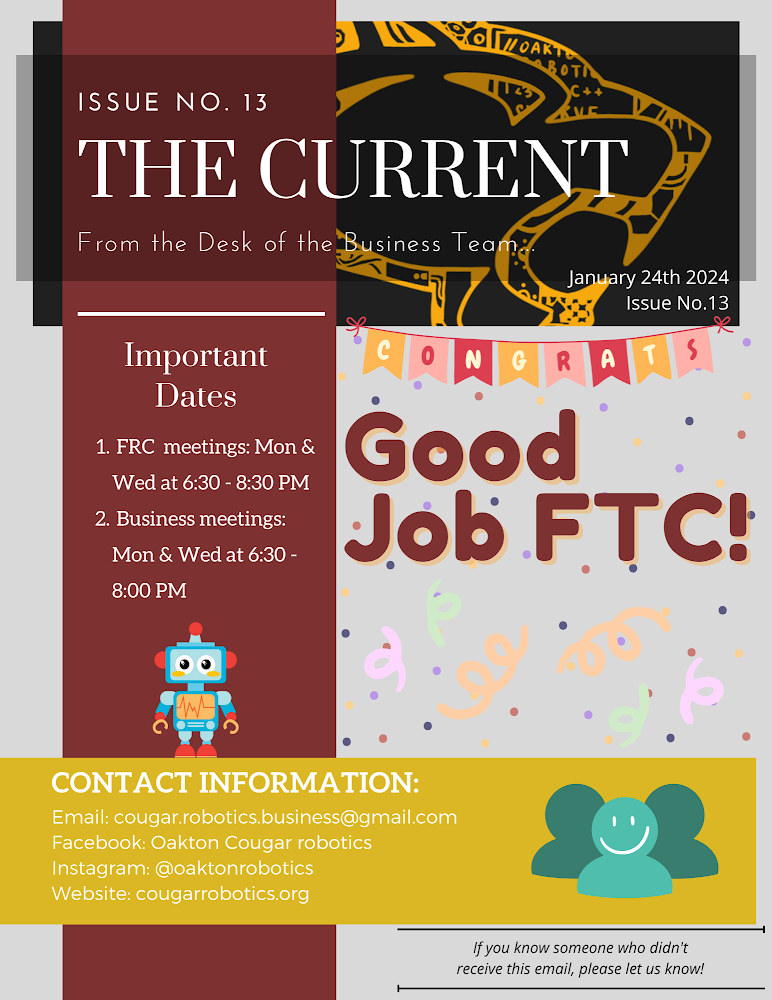 OAKT
ROBOTI
C++
ISSUE NO. 13
THE CURRENT
From the Desk of the Business Team...
January 24th 2024
Issue No.13
Important
Dates
1. FRC meetings: Mon &
Wed at 6:30 - 8:30 PM
2. Business meetings:
Mon & Wed at 6:30 -
8:00 PM
CONGRATS
Good
Job FTC!
CONTACT INFORMATION:
Email: cougar.robotics.business@gmail.com
Facebook: Oakton Cougar robotics
Instagram: @oaktonrobotics
Website: cougarrobotics.org
If you know someone who didn't
receive this email, please let us know!